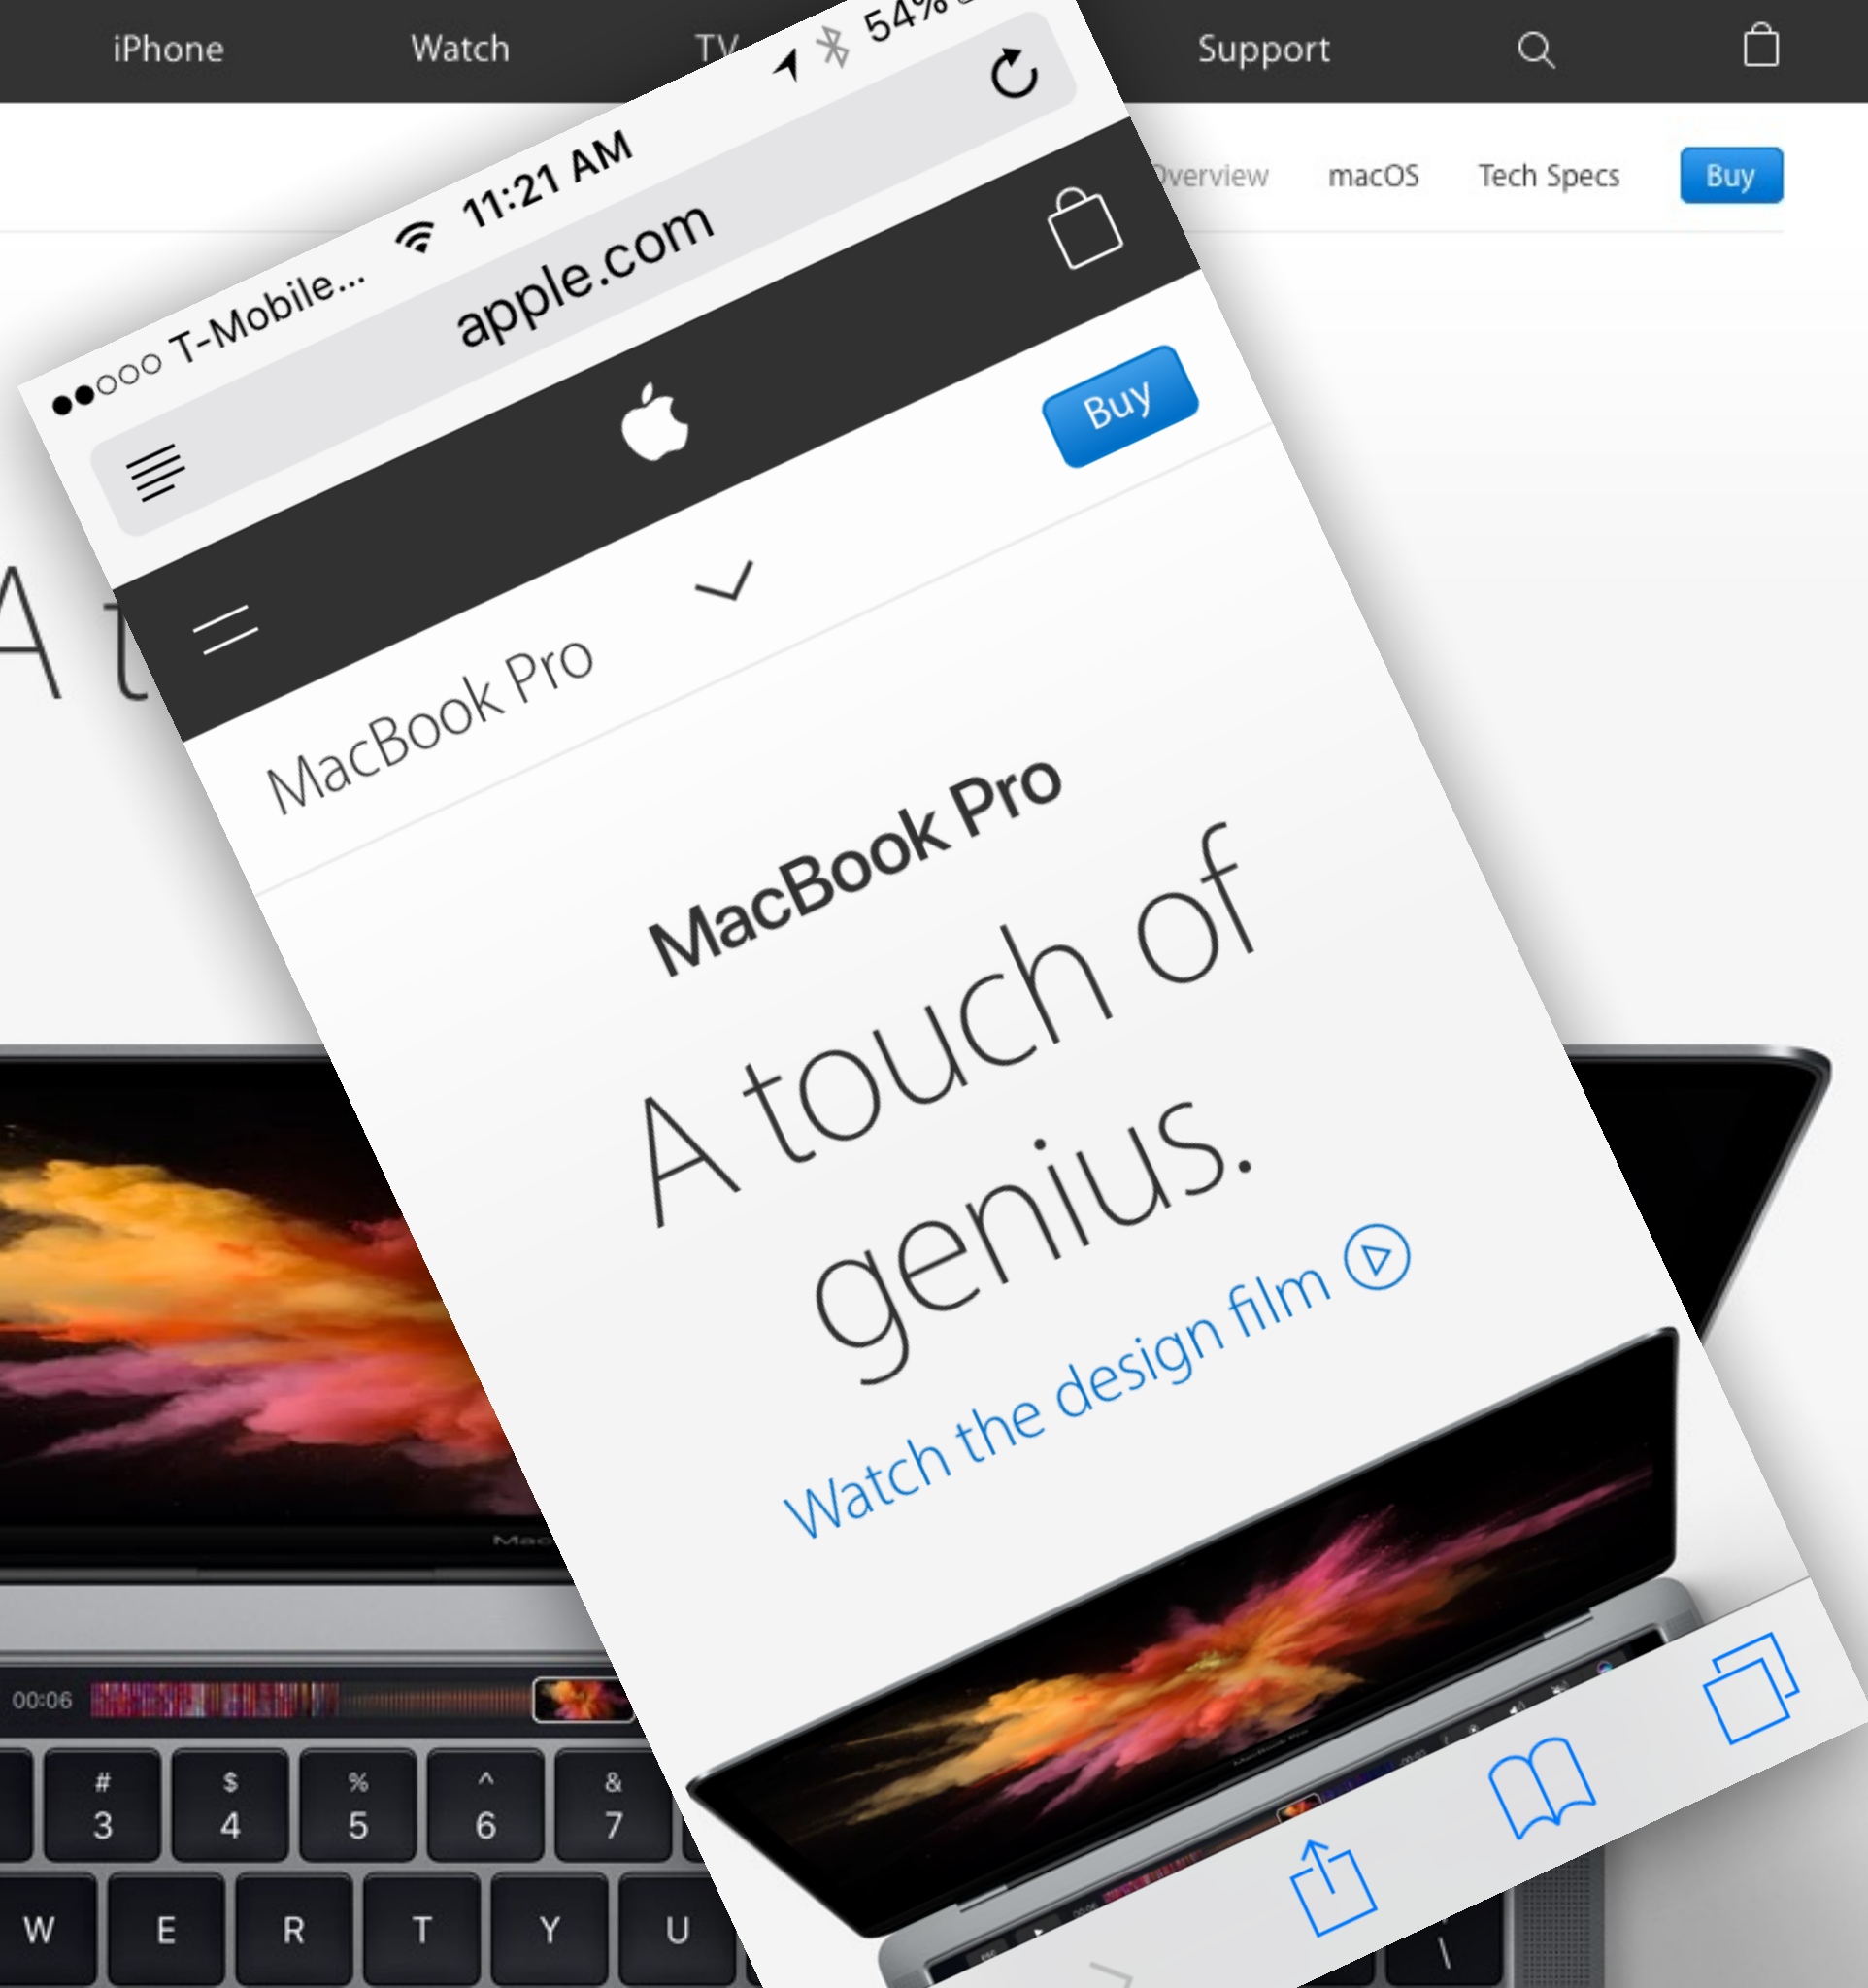 iPhone
Watch
TV
Support
Overview
macOS
Tech Specs
Buy
A t
T-Mobile...
11:21 AM
54%
apple.com
Buy
MacBook Pro
MacBook Pro
A touch of
genius.
Watch the design film
Mac
00:06
# $ % ^ &
3 4 5 6 7
W E R T Y U
\